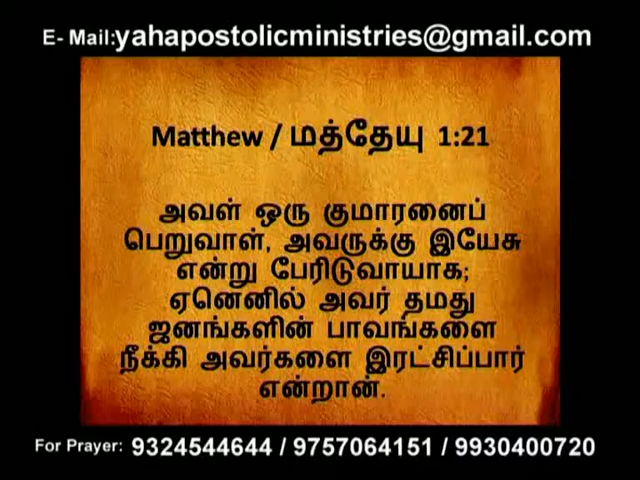 E- Mail:yahapostolicministries@gmail.com
Matthew / மத்தேயு 1:21
அவள் ஒரு குமாரனைப்
பெறுவாள், அவருக்கு இயேசு
என்று பேரிடுவாயாக;
ஏனெனில் அவர் தமது
ஜனங்களின் பாவங்களை
நீக்கி அவர்களை இரட்சிப்பார்
என்றான்.
For Prayer: 9324544644 / 9757064151 / 9930400720